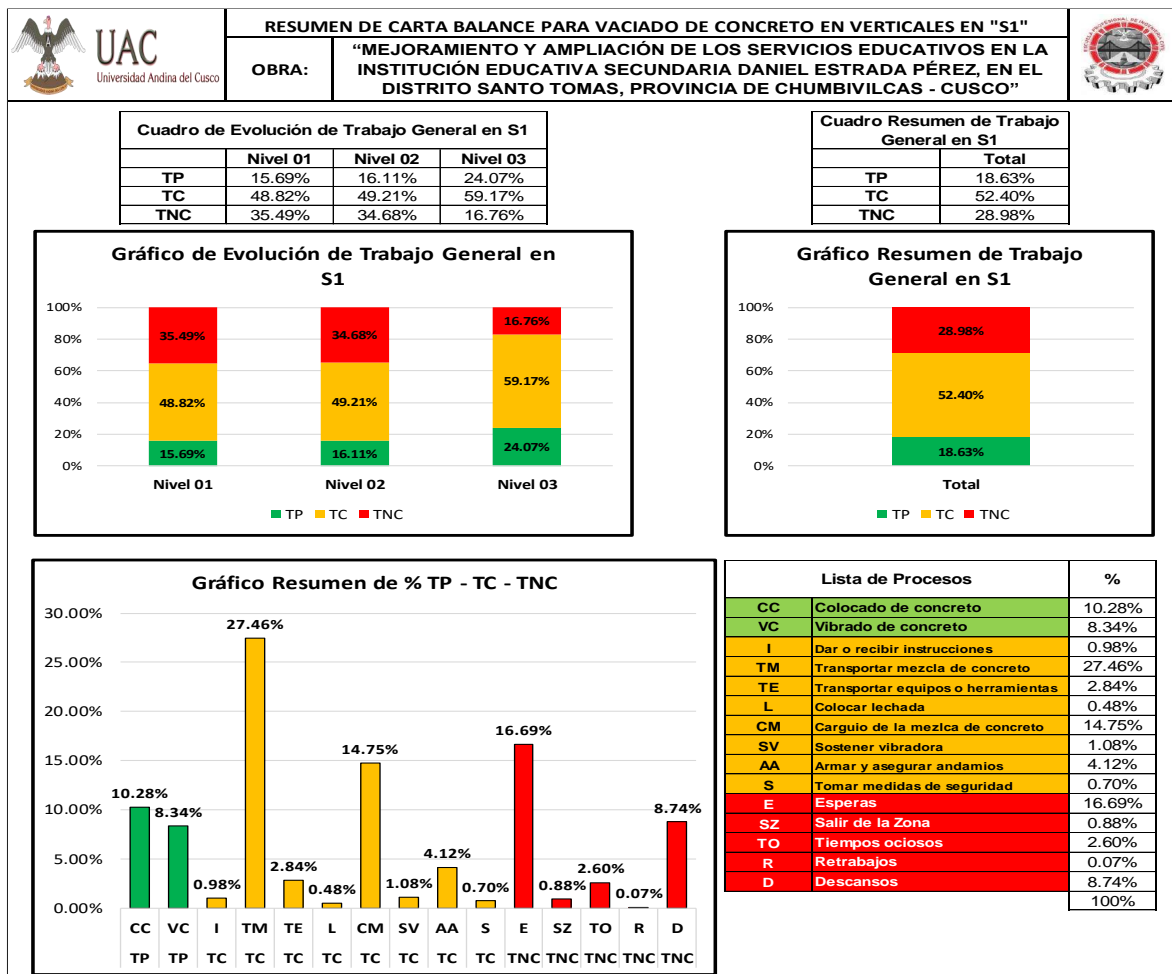 UAC
Universidad Andina del Cusco
RESUMEN DE CARTA BALANCE PARA VACIADO DE CONCRETO EN VERTICALES EN "S1"
OBRA:
“MEJORAMIENTO Y AMPLIACIÓN DE LOS SERVICIOS EDUCATIVOS EN LA
INSTITUCIÓN EDUCATIVA SECUNDARIA DANIEL ESTRADA PÉREZ, EN EL
DISTRITO SANTO TOMAS, PROVINCIA DE CHUMBIVILCAS - CUSCO”
Cuadro de Evolución de Trabajo General en S1
Nivel 01 Nivel 02 Nivel 03
TP 15.69% 16.11% 24.07%
TC 48.82% 49.21% 59.17%
TNC 35.49% 34.68% 16.76%
Cuadro Resumen de Trabajo
General en S1
Total
TP 18.63%
TC 52.40%
TNC 28.98%
Gráfico de Evolución de Trabajo General en
S1
100%
80%
60%
40%
20%
0%
35.49% 34.68% 16.76%
48.82% 49.21% 59.17%
15.69% 16.11% 24.07%
Nivel 01 Nivel 02 Nivel 03
TP TC TNC
Gráfico Resumen de Trabajo
General en S1
100%
80%
60%
40%
20%
0%
28.98%
52.40%
18.63%
Total
TP TC TNC
Gráfico Resumen de % TP - TC - TNC
30.00%
25.00%
20.00%
15.00%
10.00%
5.00%
0.00%
10.28% 8.34% 0.98% 27.46% 2.84% 0.48% 14.75% 1.08% 4.12% 0.70% 16.69% 0.88% 2.60% 0.07% 8.74%
CC VC I TM TE L CM SV AA S E SZ TO R D
TP TP TC TC TC TC TC TC TC TC TNC TNC TNC TNC TNC
Lista de Procesos %
CC Colocado de concreto 10.28%
VC Vibrado de concreto 8.34%
I Dar o recibir instrucciones 0.98%
TM Transportar mezcla de concreto 27.46%
TE Transportar equipos o herramientas 2.84%
L Colocar lechada 0.48%
CM Carguio de la mezlca de concreto 14.75%
SV Sostener vibradora 1.08%
AA Armar y asegurar andamios 4.12%
S Tomar medidas de seguridad 0.70%
E Esperas 16.69%
SZ Salir de la Zona 0.88%
TO Tiempos ociosos 2.60%
R Retrabajos 0.07%
D Descansos 8.74%
100%